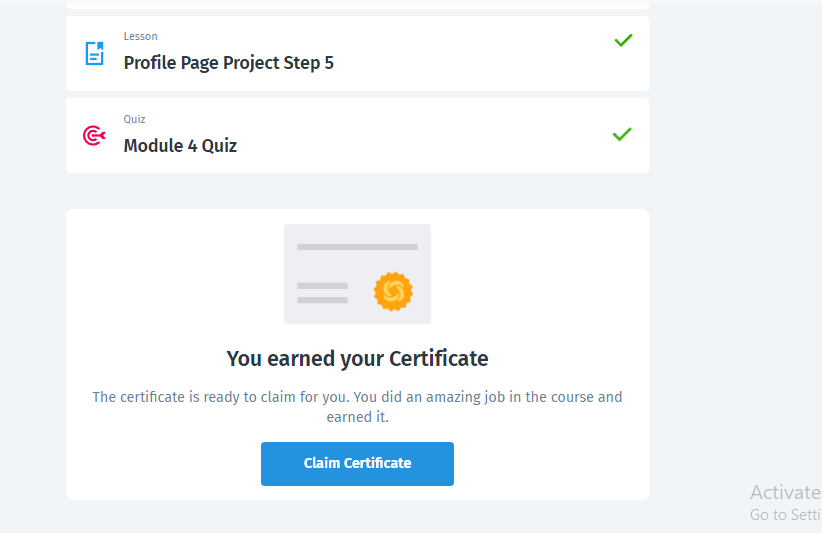 Lesson
Profile Page Project Step 5
Quiz
Module 4 Quiz
You earned your Certificate
The certificate is ready to claim for you. You did an amazing job in the course and
earned it.
Claim Certificate
Activate
Go to Setti